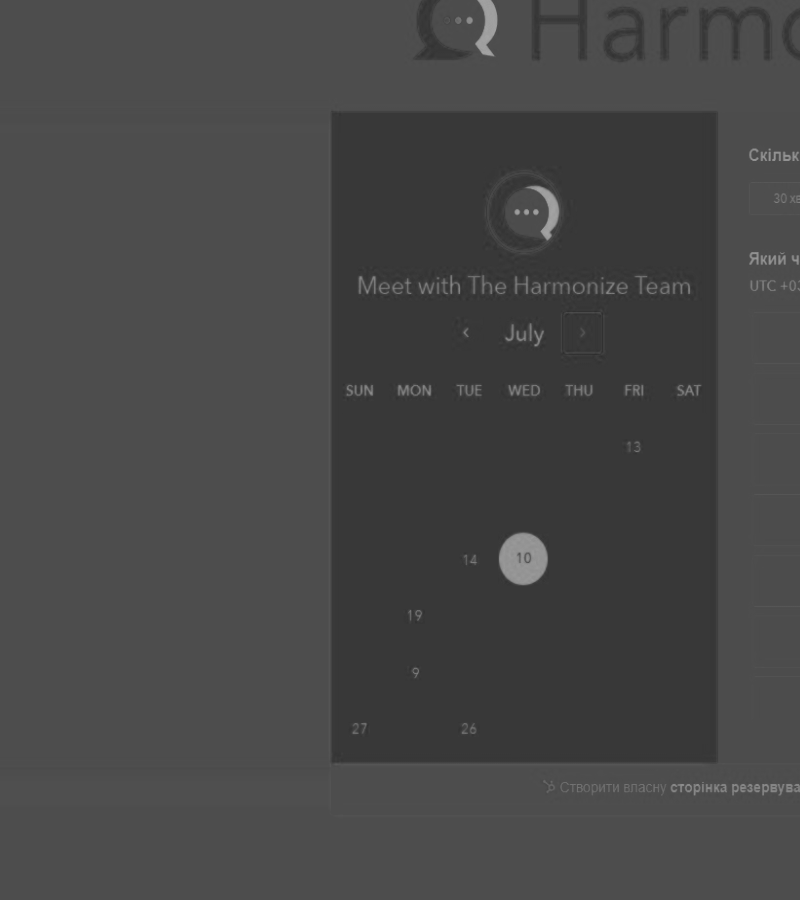 Harmo
Скільк
30 хв
Meet with The Harmonize Team
Який ч
UTC +03
July
SUN MON TUE WED THU FRI SAT
13
14 10
19
9
27 26
Створити власну сторінка резервува